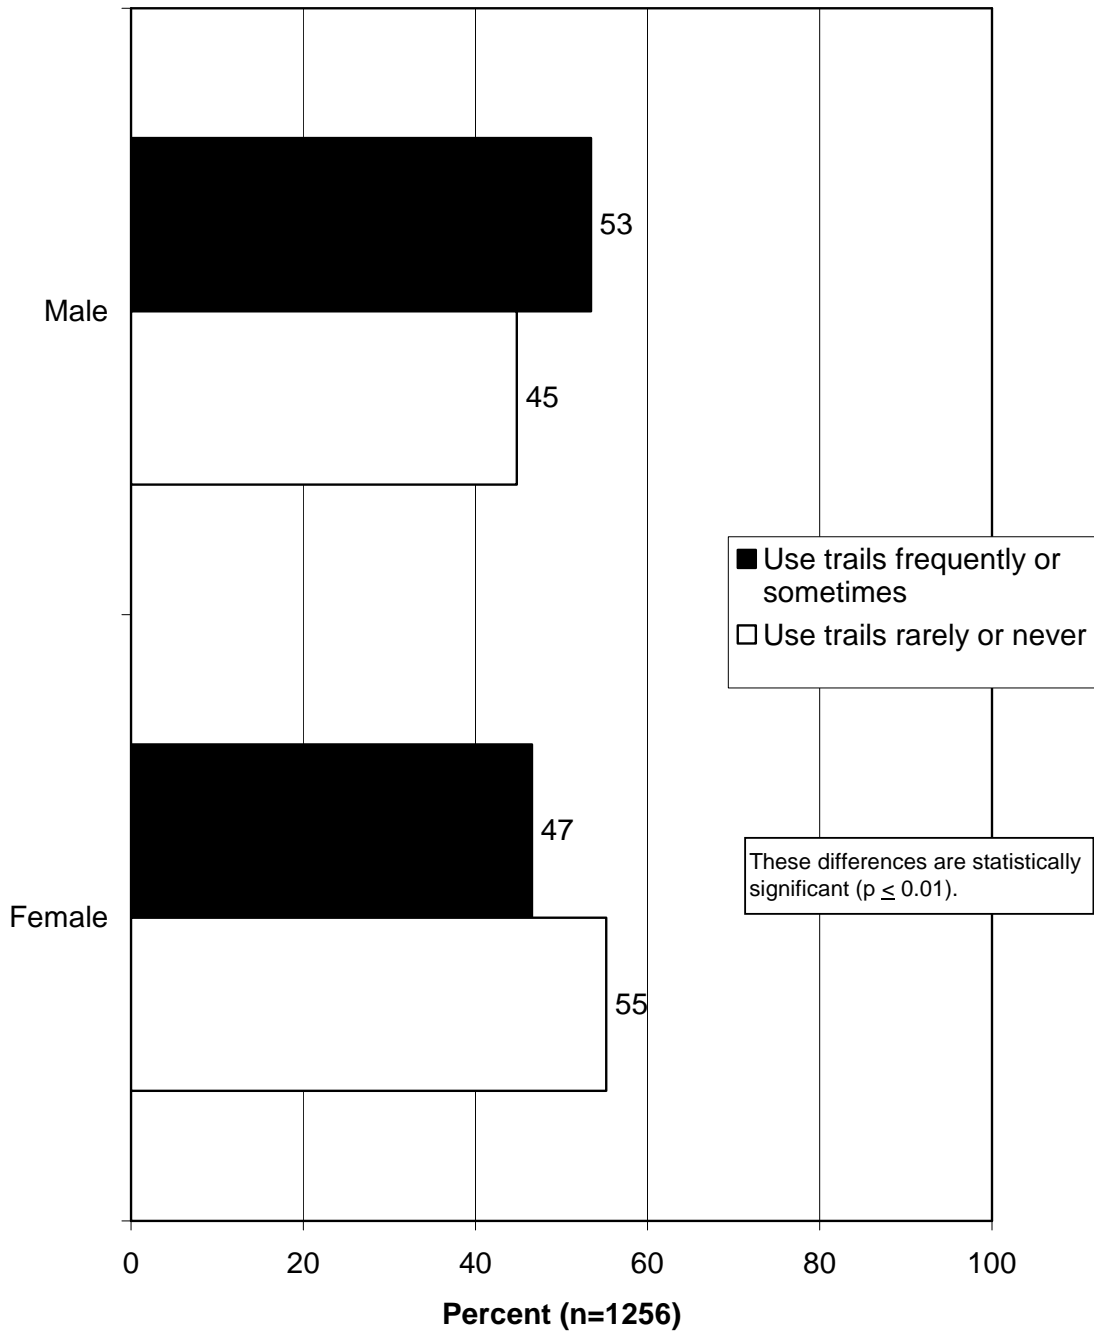 53
Male
45
Use trails frequently or
sometimes
Use trails rarely or never
47
These differences are statistically
significant (p ≤ 0.01).
Female
55
0 20 40 60 80 100
Percent (n=1256)